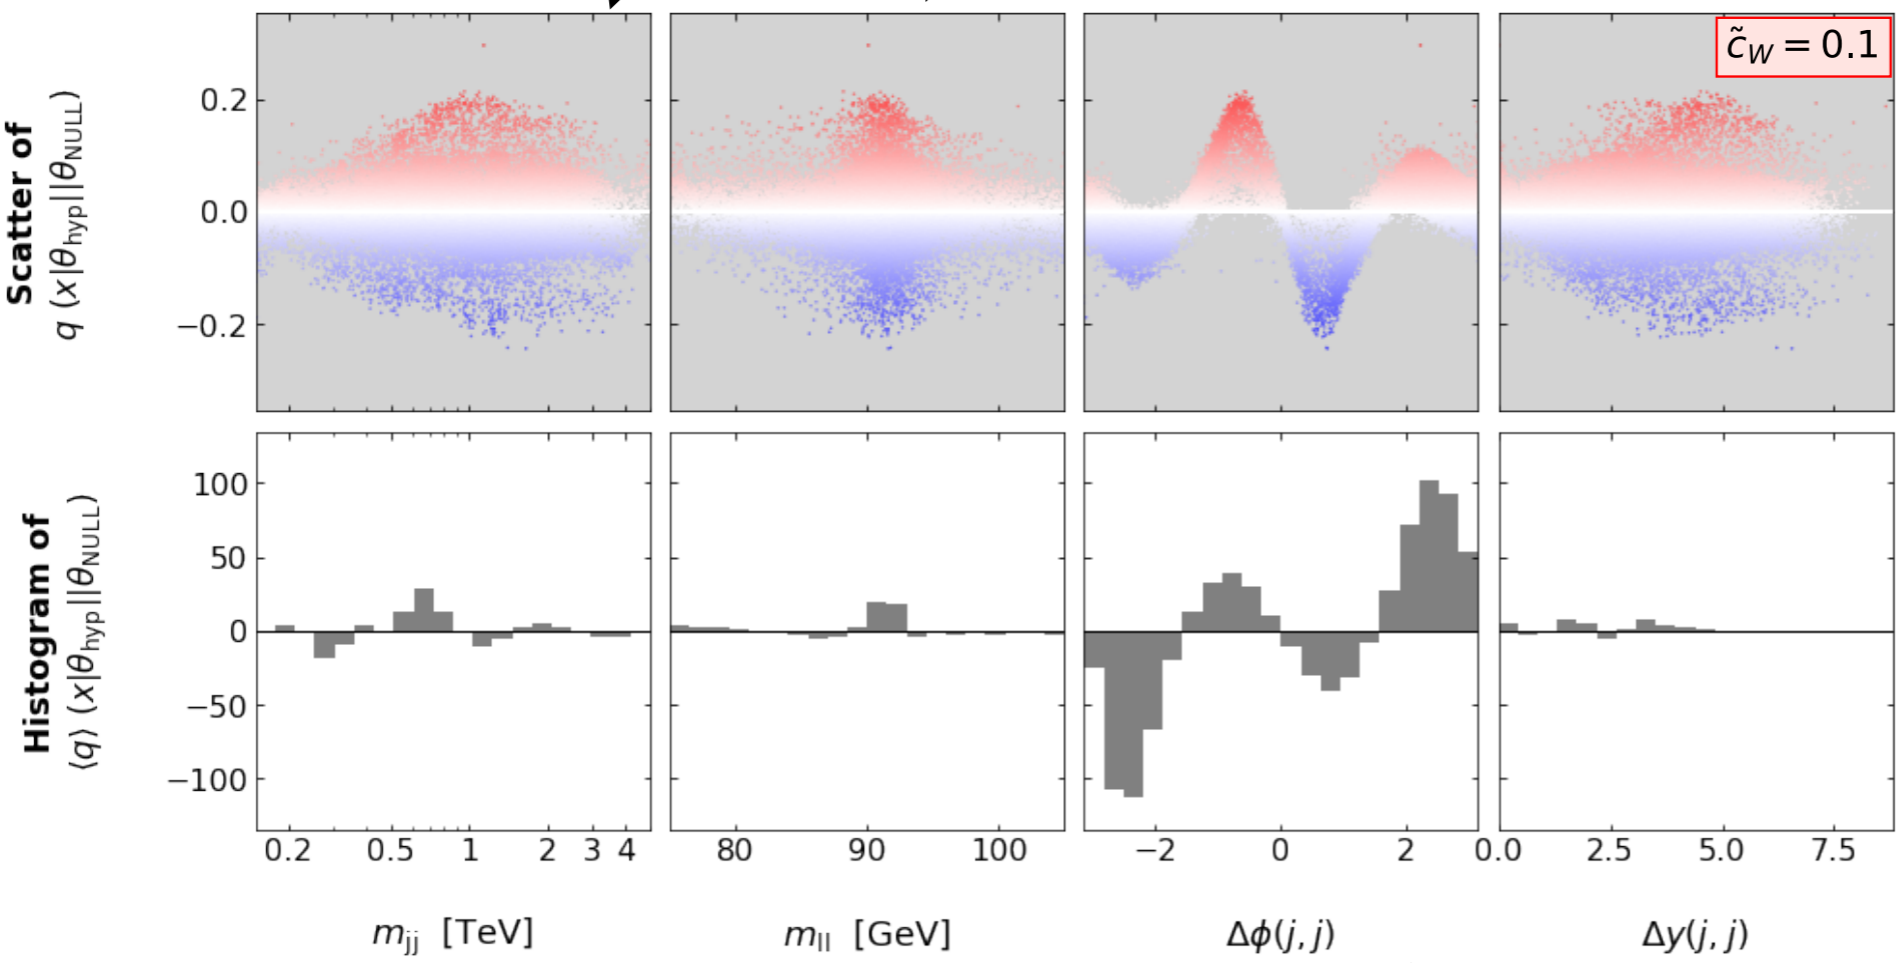 c̃_W = 0.1
Scatter of
q (x|θ_hyp||θ_NULL)
0.2
0.0
−0.2
Histogram of
⟨q⟩ (x|θ_hyp||θ_NULL)
100
50
0
−50
−100
0.2 0.5 1 2 3 4 80 90 100 −2 0 2 0.0 2.5 5.0 7.5
m_jj [TeV] m_ll [GeV] Δϕ(j, j) Δy(j, j)